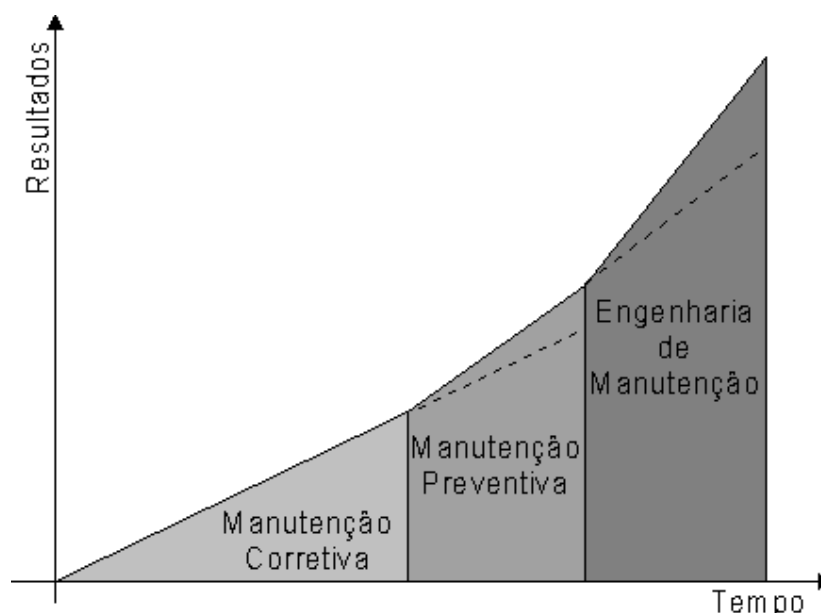 Resultados
Engenharia
de
Manutenção
Manutenção
Preventiva
Manutenção
Corretiva
Tempo